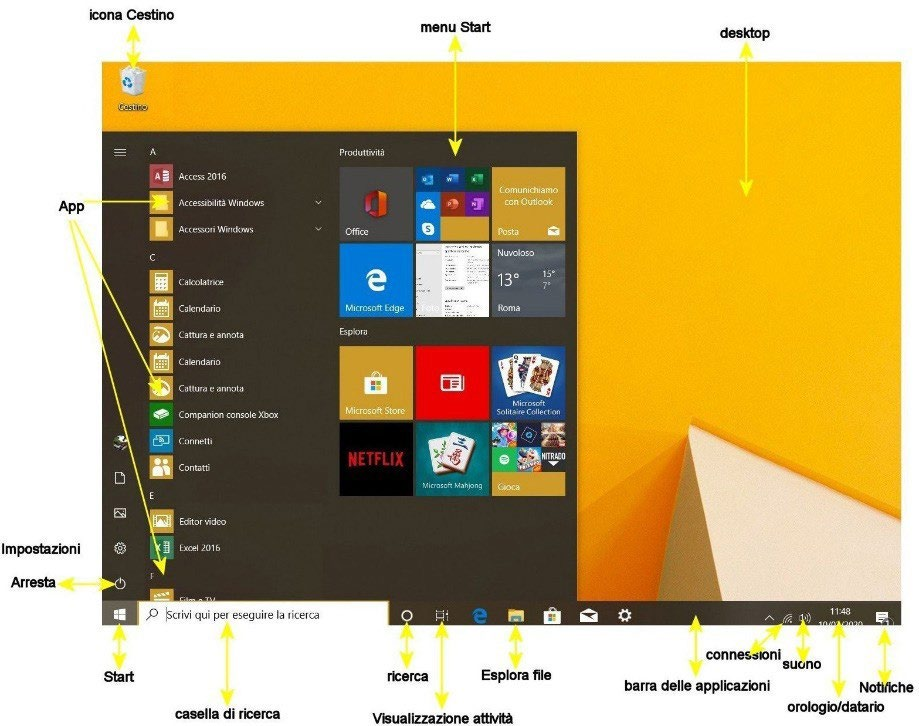 icona Cestino
menu Start
desktop
Cestino
A
Produttività
Access 2016
App
Accessibilità Windows
Accessori Windows
Office
Comunichiamo
con Outlook
Posta
C
Calcolatrice
Calendario
Cattura e annota
Calendario
Cattura e annota
Companion console Xbox
Connetti
Contatti
Microsoft Edge
Nuvoloso
13°
15°
7°
Roma
Esplora
Microsoft Store
Microsoft
Solitaire Collection
NETFLIX
Microsoft Mahjong
NITRADO
Gioca
E
Editor video
Excel 2016
Impostazioni
Arresta
F
Film e TV
Scrivi qui per eseguire la ricerca
11:48
Start
casella di ricerca
ricerca
Visualizzazione attività
Esplora file
barra delle applicazioni
connessioni
suono
orologio/datario
Notifiche